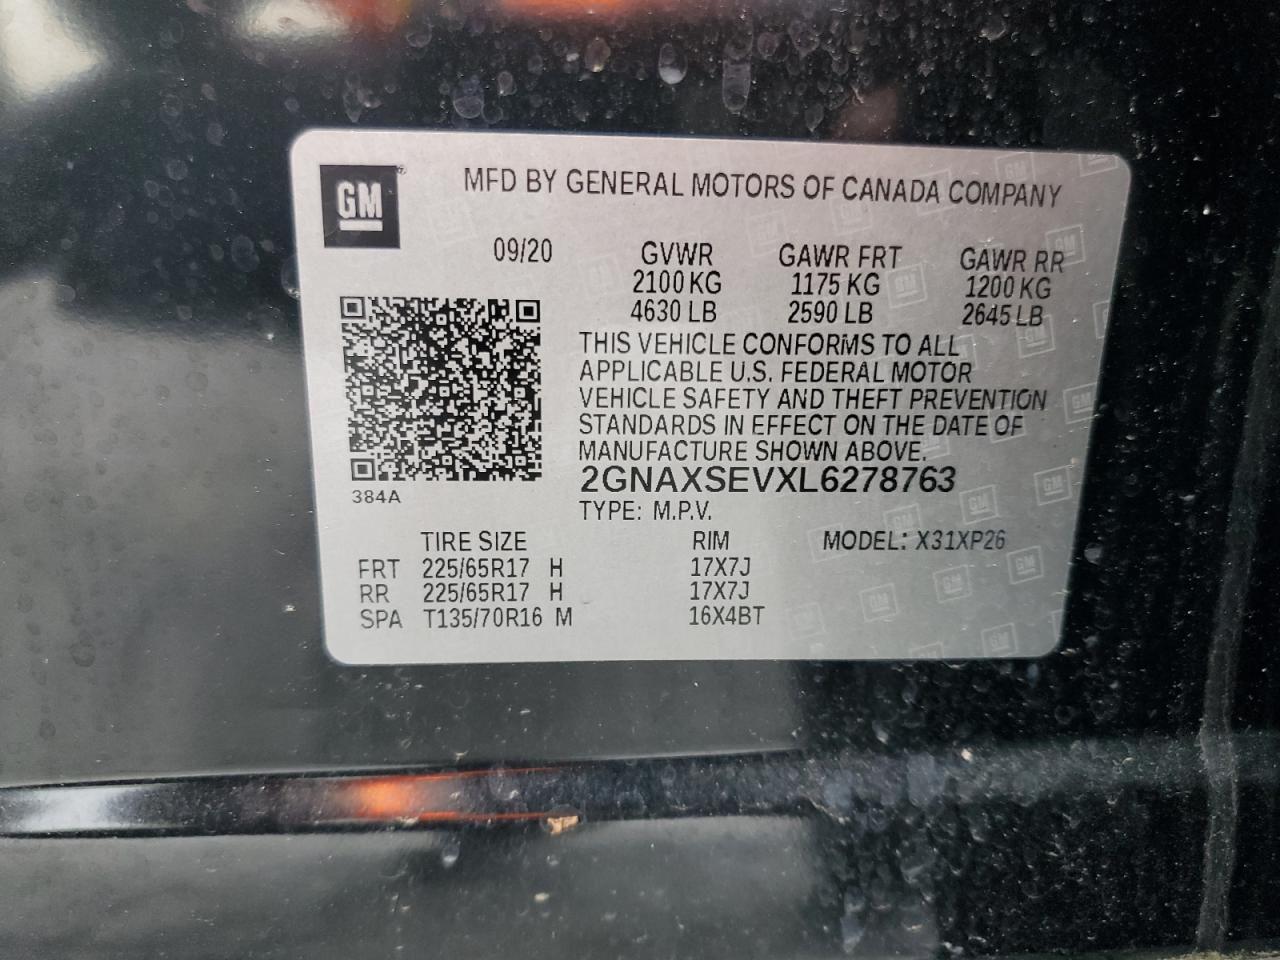 GM
MFD BY GENERAL MOTORS OF CANADA COMPANY
09/20 GVWR GAWR FRT GAWR RR
2100 KG 1175 KG 1200 KG
4630 LB 2590 LB 2645 LB
THIS VEHICLE CONFORMS TO ALL
APPLICABLE U.S. FEDERAL MOTOR
VEHICLE SAFETY AND THEFT PREVENTION
STANDARDS IN EFFECT ON THE DATE OF
MANUFACTURE SHOWN ABOVE.
2GNAXSEVXL6278763
384A
TYPE: M.P.V.
TIRE SIZE RIM MODEL: X31XP26
FRT 225/65R17 H 17X7J
RR 225/65R17 H 17X7J
SPA T135/70R16 M 16X4BT